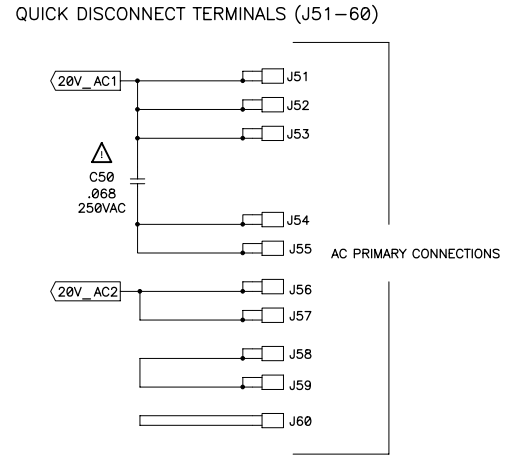 QUICK DISCONNECT TERMINALS (J51-60)
20V_AC1
J51
J52
J53
!
C50
.068
250VAC
J54
J55
AC PRIMARY CONNECTIONS
20V_AC2
J56
J57
J58
J59
J60